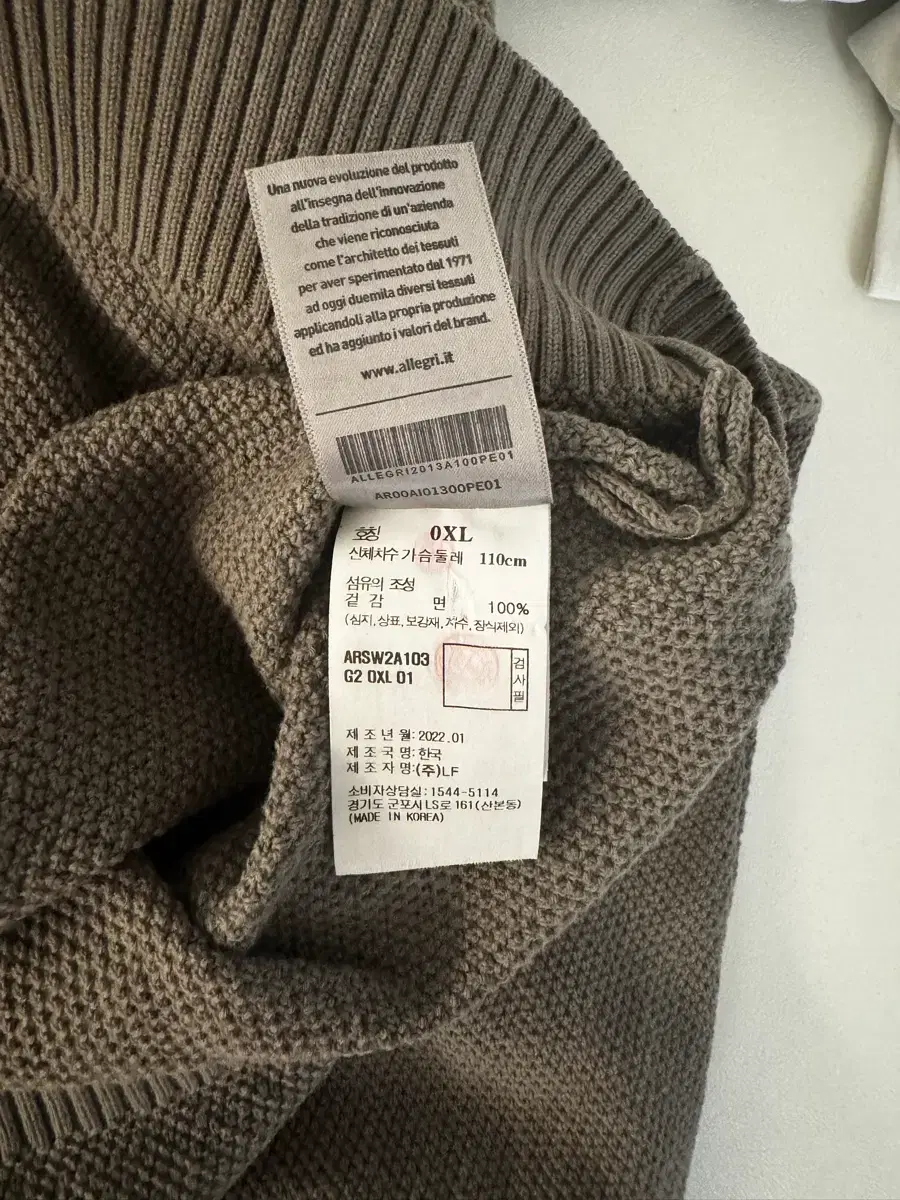 Una nuova evoluzione del prodotto
all'insegna dell'innovazione
della tradizione di un'azienda
che viene riconosciuta
come l'architetto dei tessuti
per aver sperimentato dal 1971
ad oggi duemila diversi tessuti
applicandoli alla propria produzione
ed ha aggiunto i valori del brand.
www.allegri.it
ALLEGRI2013A100PE01
AR00AI01300PE01
호칭 0XL
신체치수 가슴둘레 110cm
섬유의 조성
겉감 면 100%
(심지, 상표, 보강재, 자수, 장식제외)
ARSW2A103
G2 0XL 01
검사필
제조년월: 2022.01
제조국명: 한국
제조자명: (주)LF
소비자상담실: 1544-5114
경기도 군포시 LS로 161(산본동)
(MADE IN KOREA)